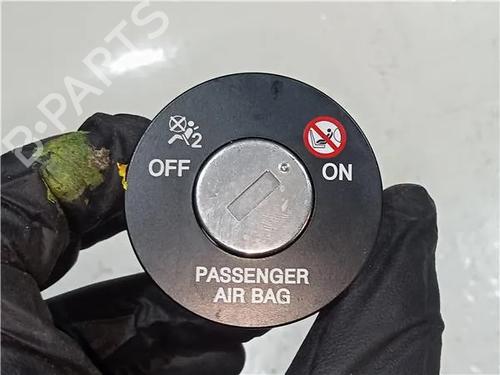 B-PARTS
2
OFF
ON
PASSENGER
AIR BAG